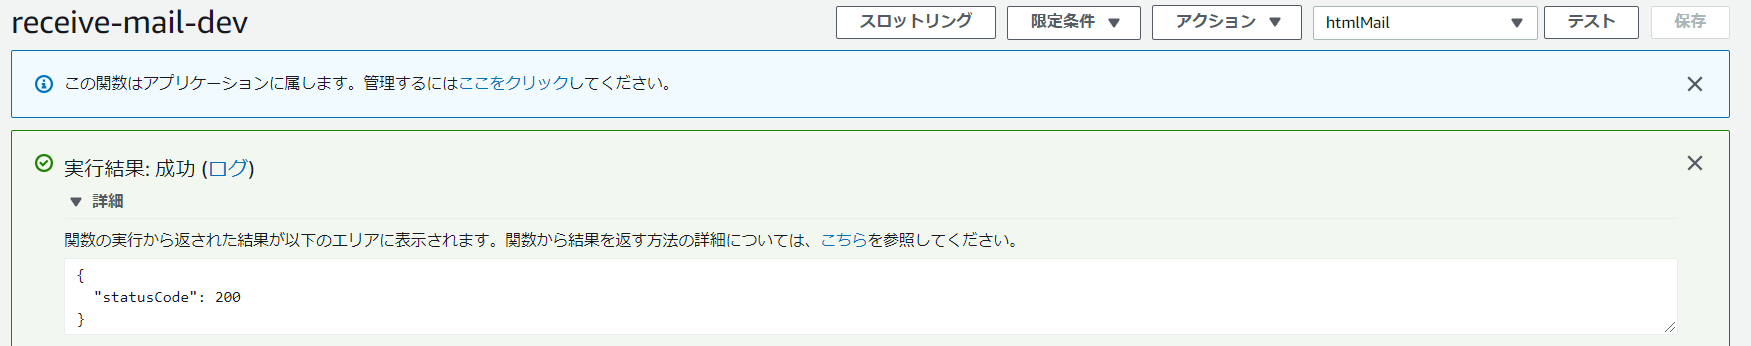 receive-mail-dev
スロットリング 限定条件 ▼ アクション ▼ htmlMail ▼ テスト 保存
この関数はアプリケーションに属します。管理するにはここをクリックしてください。
実行結果: 成功 (ログ)
▼ 詳細
関数の実行から返された結果が以下のエリアに表示されます。関数から結果を返す方法の詳細については、こちらを参照してください。
{
  "statusCode": 200
}